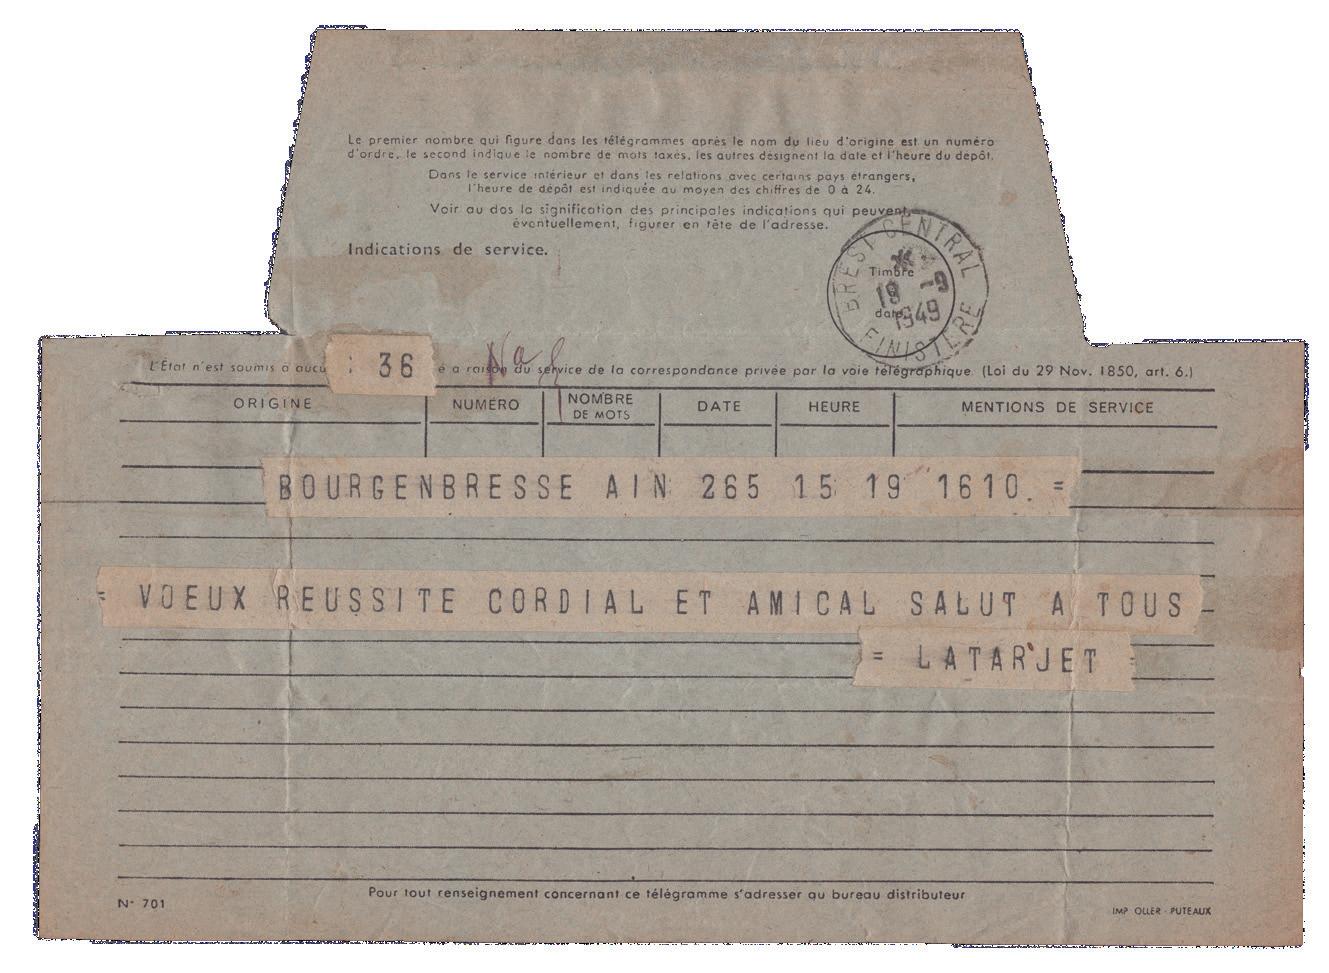 Le premier nombre qui figure dans les télégrammes après le nom du lieu d'origine est un numéro
d'ordre, le second indique le nombre de mots taxés, les autres désignent la date et l'heure du dépôt.
Dans le service intérieur et dans les relations avec certains pays étrangers,
l'heure de dépôt est indiquée au moyen des chiffres de 0 à 24.
Voir au dos la signification des principales indications qui peuvent,
éventuellement, figurer en tête de l'adresse.
Indications de service.
BREST CENTRAL
Timbre
19 -9
date
1949
FINISTERE
L'État n'est soumis à aucu : 36 é a raison du service de la correspondance privée par la voie télégraphique. (Loi du 29 Nov. 1850, art. 6.)
ORIGINE NUMÉRO NOMBRE DE MOTS DATE HEURE MENTIONS DE SERVICE
BOURGENBRESSE AIN 265 15 19 1610. =
= VOEUX REUSSITE CORDIAL ET AMICAL SALUT A TOUS
= LATARJET =
Pour tout renseignement concernant ce télégramme s'adresser au bureau distributeur
N° 701
IMP OLLER - PUTEAUX